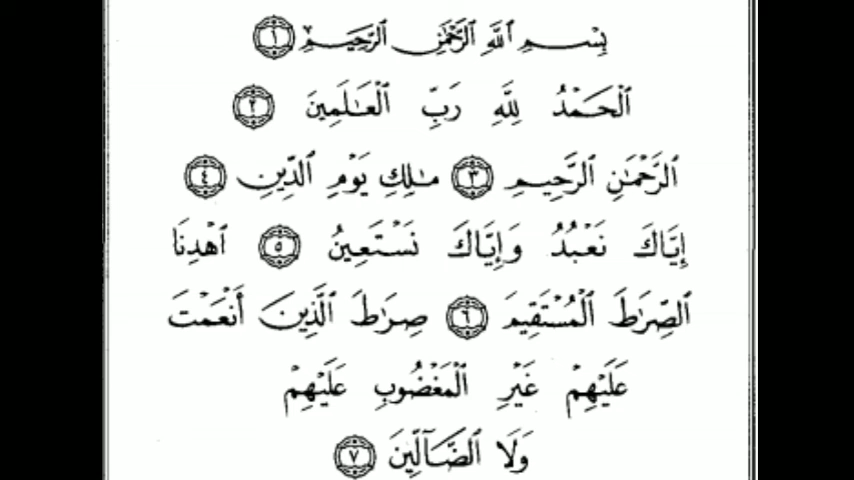 بِسْمِ ٱللَّهِ ٱلرَّحْمَٰنِ ٱلرَّحِيمِ ١
ٱلْحَمْدُ لِلَّهِ رَبِّ ٱلْعَٰلَمِينَ ٢
ٱلرَّحْمَٰنِ ٱلرَّحِيمِ ٣ مَٰلِكِ يَوْمِ ٱلدِّينِ ٤
إِيَّاكَ نَعْبُدُ وَإِيَّاكَ نَسْتَعِينُ ٥ ٱهْدِنَا
ٱلصِّرَٰطَ ٱلْمُسْتَقِيمَ ٦ صِرَٰطَ ٱلَّذِينَ أَنْعَمْتَ
عَلَيْهِمْ غَيْرِ ٱلْمَغْضُوبِ عَلَيْهِمْ
وَلَا ٱلضَّآلِّينَ ٧